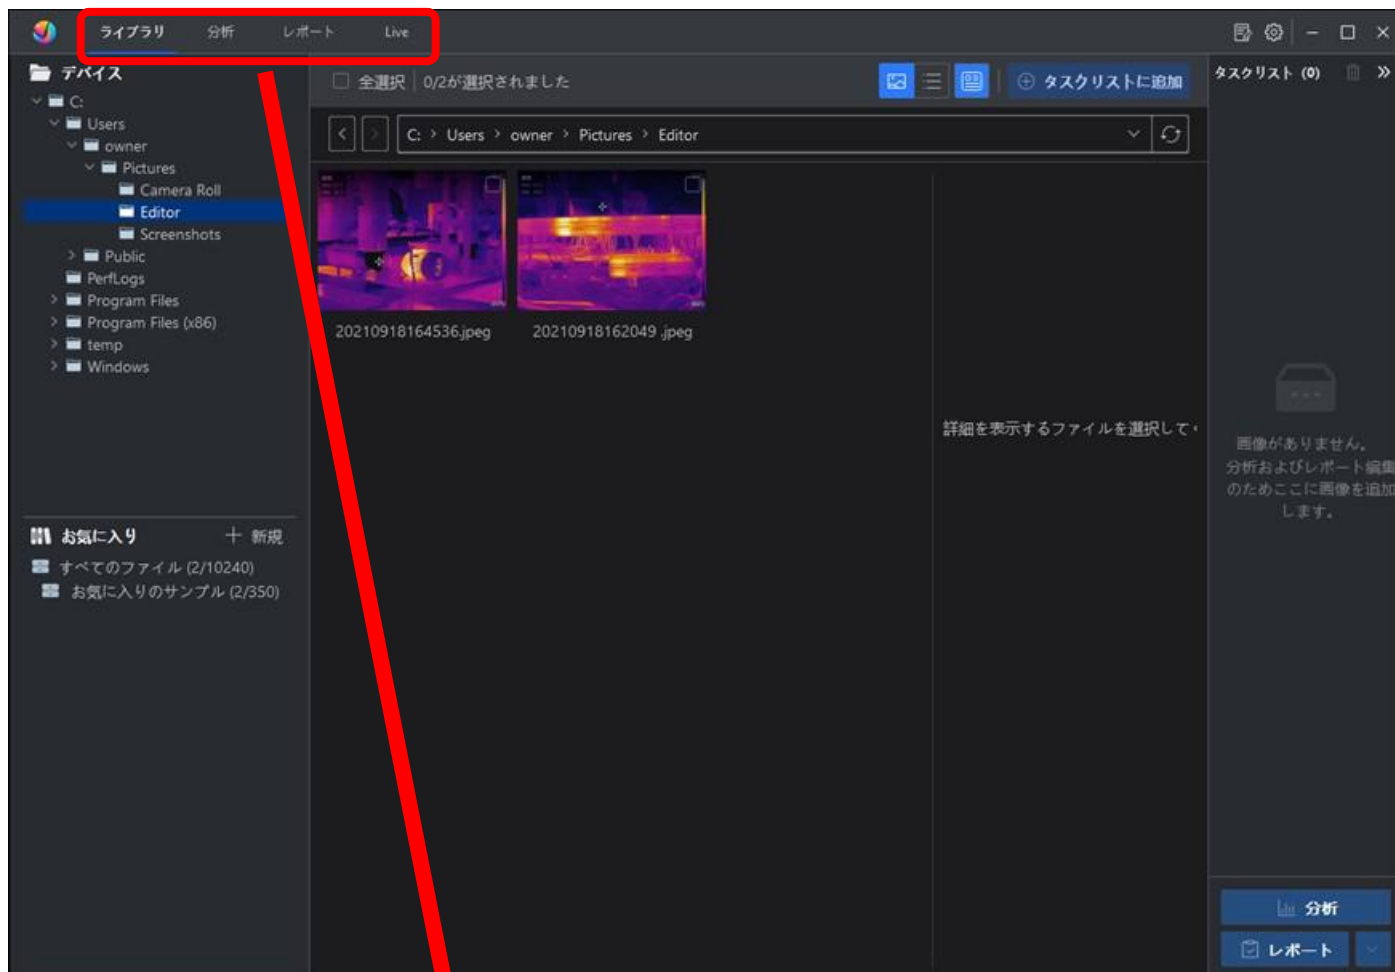 ライブラリ 分析 レポート Live
デバイス
C:
Users
owner
Pictures
Camera Roll
Editor
Screenshots
Public
PerfLogs
Program Files
Program Files (x86)
temp
Windows
お気に入り 新規
すべてのファイル (2/10240)
お気に入りのサンプル (2/350)
全選択 0/2が選択されました タスクリストに追加
C: > Users > owner > Pictures > Editor
20210918164536.jpeg 20210918162049 .jpeg
詳細を表示するファイルを選択して
タスクリスト (0)
画像がありません。
分析およびレポート編集
のためここに画像を追加
します。
分析
レポート